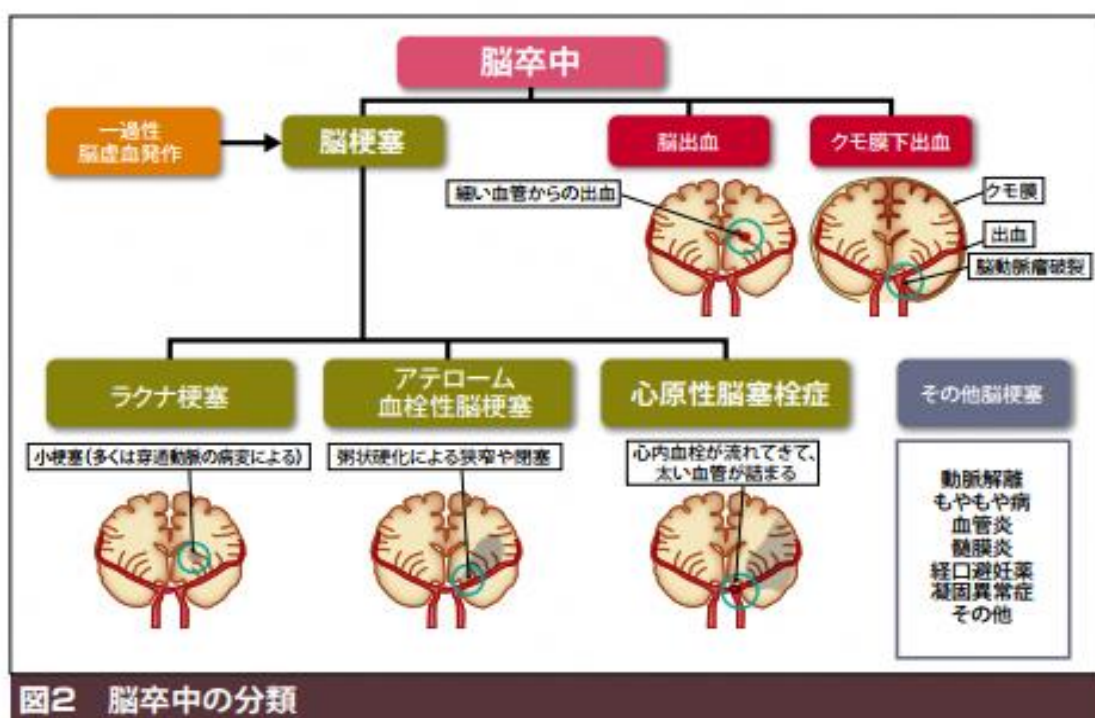 脳卒中
一過性
脳虚血発作
脳梗塞
脳出血
クモ膜下出血
細い血管からの出血
クモ膜
出血
脳動脈瘤破裂
ラクナ梗塞
アテローム
血栓性脳梗塞
心原性脳塞栓症
その他脳梗塞
小梗塞(多くは穿通動脈の病変による)
粥状硬化による狭窄や閉塞
心内血栓が流れてきて、
太い血管が詰まる
動脈解離
もやもや病
血管炎
髄膜炎
経口避妊薬
凝固異常症
その他
図2 脳卒中の分類